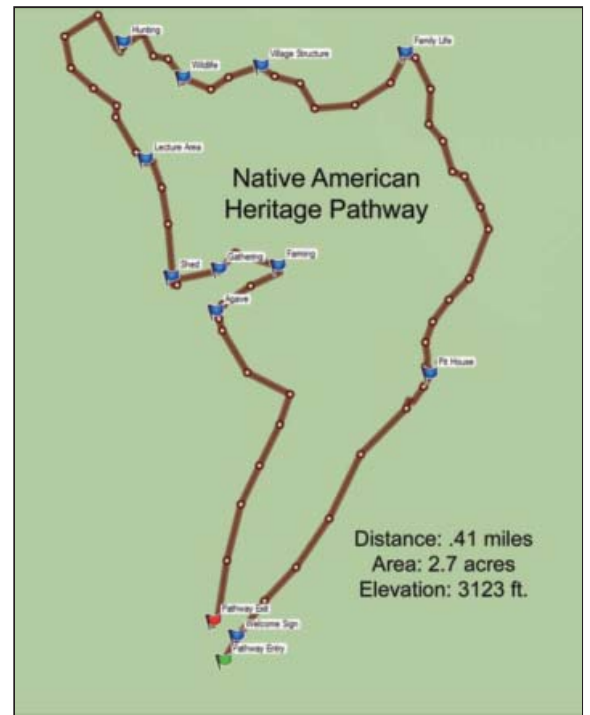 Hunting
Family Life
Village Structure
Wildlife
Lecture Area
Native American
Heritage Pathway
Gathering
Farming
Shed
Agave
Pit House
Distance: .41 miles
Area: 2.7 acres
Elevation: 3123 ft.
Pathway Exit
Welcome Sign
Pathway Entry